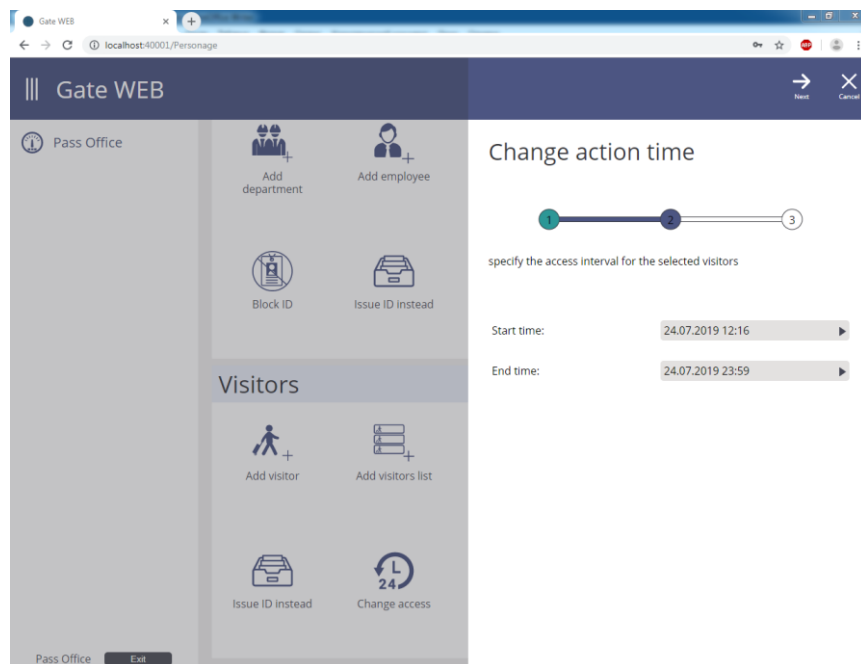 Gate WEB
localhost:40001/Personage
ABP
Gate WEB
Next
Cancel
Pass Office
Add
department
Add employee
Block ID
Issue ID instead
Visitors
Add visitor
Add visitors list
Issue ID instead
24
Change access
Pass Office
Exit
Change action time
1
2
3
specify the access interval for the selected visitors
Start time:
24.07.2019 12:16
End time:
24.07.2019 23:59